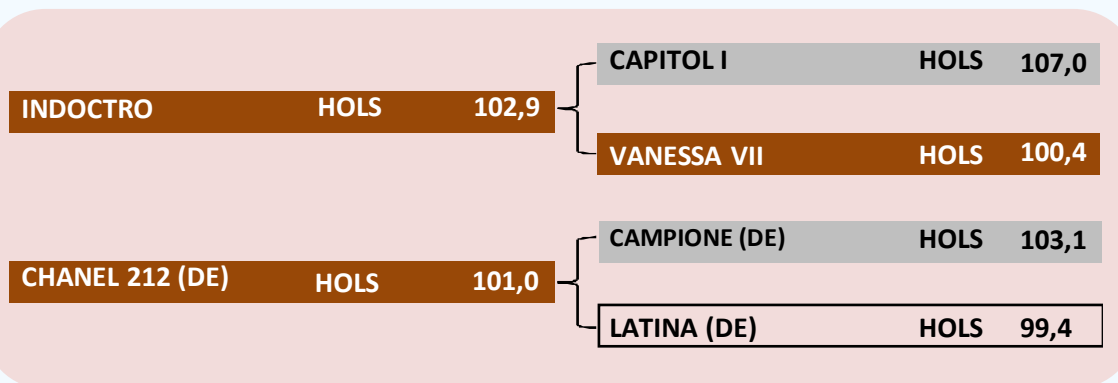 CAPITOL I HOLS 107,0
INDOCTRO HOLS 102,9
VANESSA VII HOLS 100,4
CAMPIONE (DE) HOLS 103,1
CHANEL 212 (DE) HOLS 101,0
LATINA (DE) HOLS 99,4